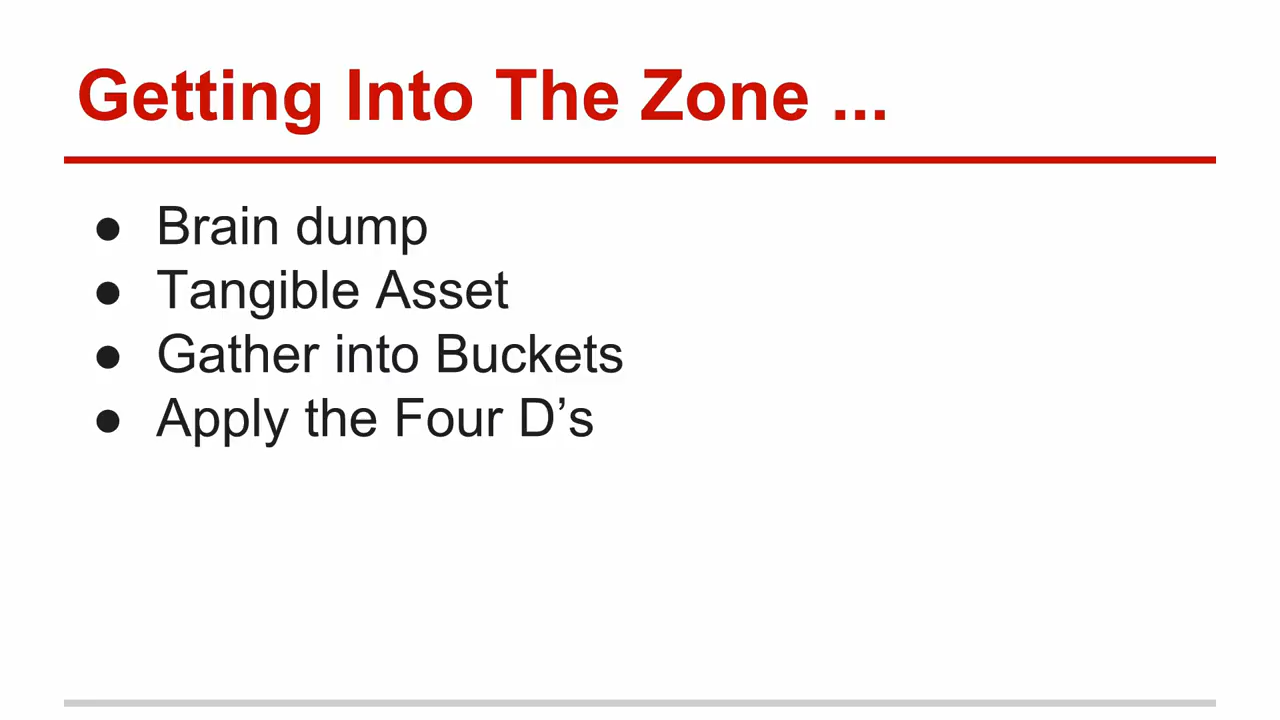 Getting Into The Zone ...
● Brain dump
● Tangible Asset
● Gather into Buckets
● Apply the Four D’s